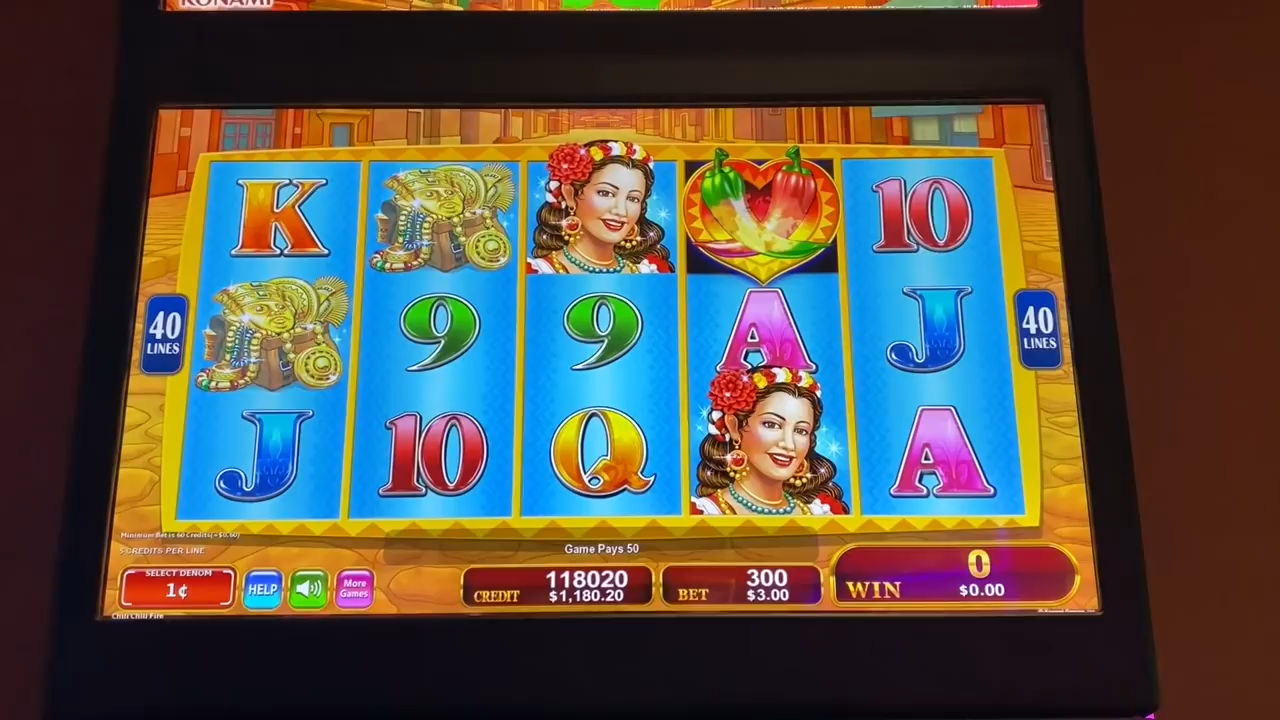 KONAMI
K
10
9
9
A
J
40
LINES
40
LINES
J
10
Q
A
Minimum Bet is 60 Credits(=$0.60)
5 CREDITS PER LINE
Game Pays 50
SELECT DENOM
1¢
HELP
More
Games
CREDIT
118020
$1,180.20
BET
300
$3.00
WIN
0
$0.00
Chili Chili Fire